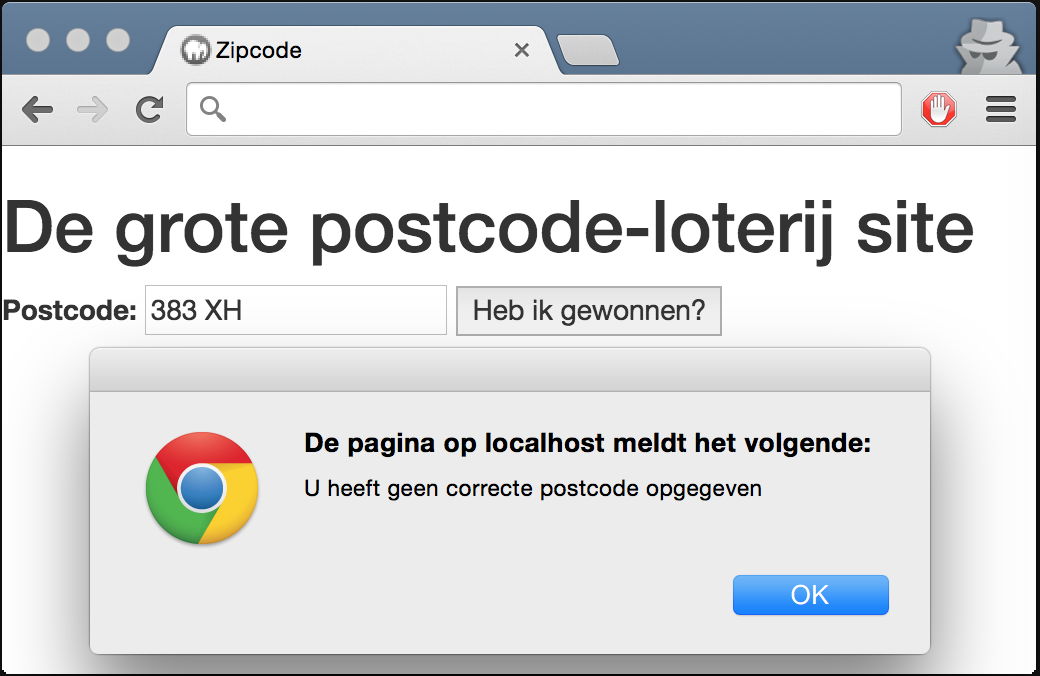 Zipcode
De grote postcode-loterij site
Postcode: 383 XH Heb ik gewonnen?
De pagina op localhost meldt het volgende:
U heeft geen correcte postcode opgegeven
OK